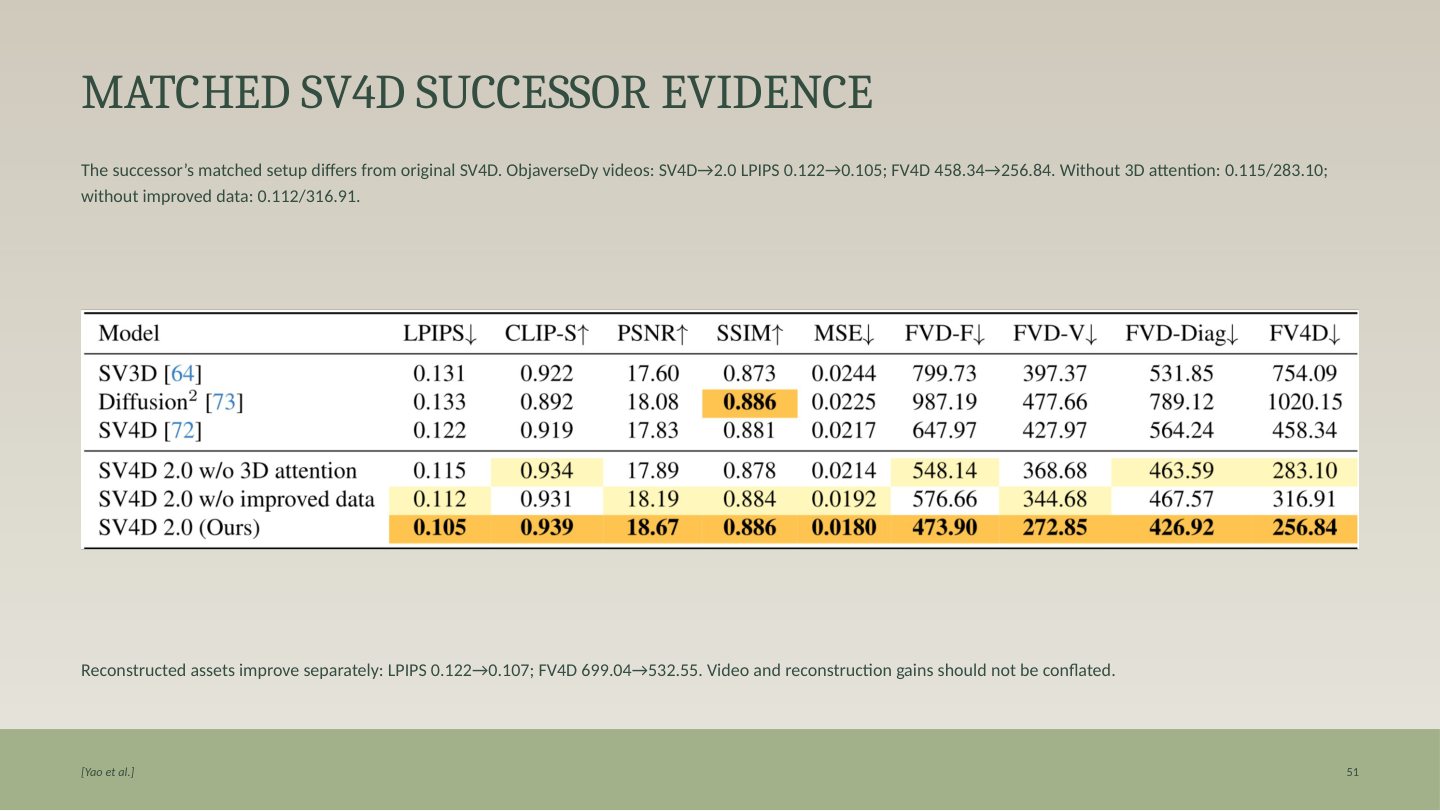 MATCHED SV4D SUCCESSOR EVIDENCE
The successor’s matched setup differs from original SV4D. ObjaverseDy videos: SV4D→2.0 LPIPS 0.122→0.105; FV4D 458.34→256.84. Without 3D attention: 0.115/283.10;
without improved data: 0.112/316.91.
Model LPIPS↓ CLIP-S↑ PSNR↑ SSIM↑ MSE↓ FVD-F↓ FVD-V↓ FVD-Diag↓ FV4D↓
SV3D [64] 0.131 0.922 17.60 0.873 0.0244 799.73 397.37 531.85 754.09
Diffusion² [73] 0.133 0.892 18.08 0.886 0.0225 987.19 477.66 789.12 1020.15
SV4D [72] 0.122 0.919 17.83 0.881 0.0217 647.97 427.97 564.24 458.34
SV4D 2.0 w/o 3D attention 0.115 0.934 17.89 0.878 0.0214 548.14 368.68 463.59 283.10
SV4D 2.0 w/o improved data 0.112 0.931 18.19 0.884 0.0192 576.66 344.68 467.57 316.91
SV4D 2.0 (Ours) 0.105 0.939 18.67 0.886 0.0180 473.90 272.85 426.92 256.84
Reconstructed assets improve separately: LPIPS 0.122→0.107; FV4D 699.04→532.55. Video and reconstruction gains should not be conflated.
[Yao et al.]
51